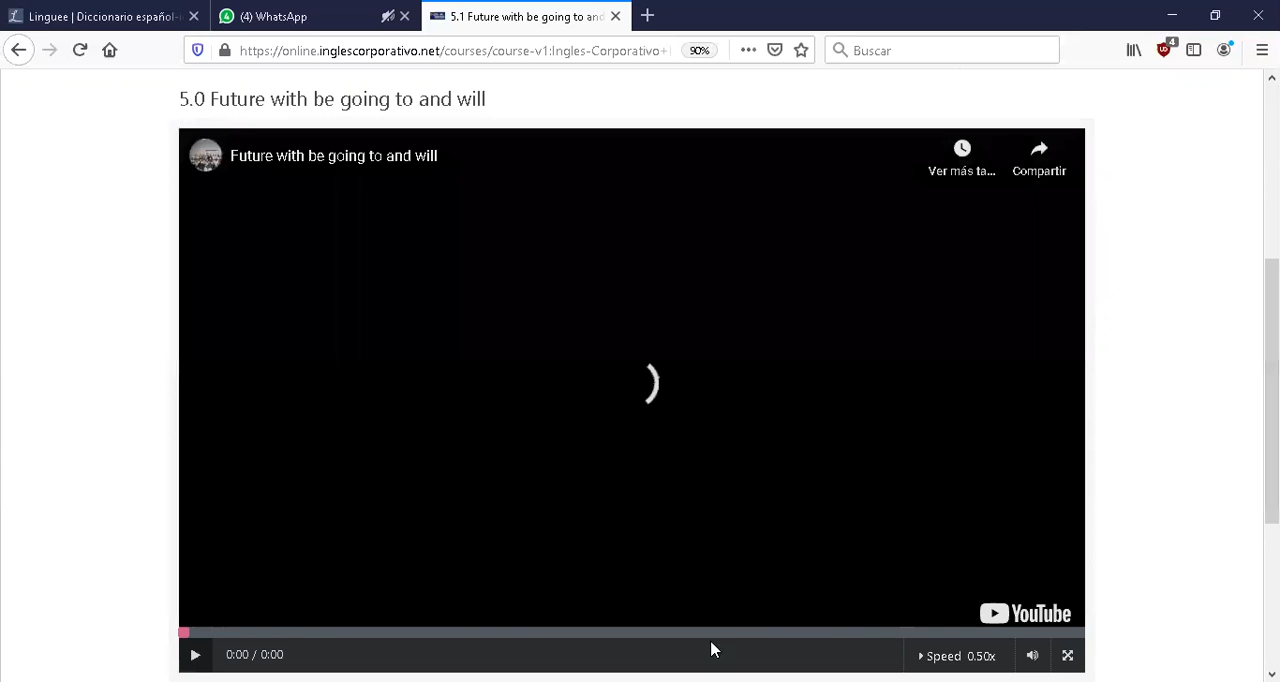 Linguee | Diccionario español-
(4) WhatsApp
5.1 Future with be going to and
https://online.inglescorporativo.net/courses/course-v1:Ingles-Corporativo+
90%
Buscar
4
5.0 Future with be going to and will
Future with be going to and will
Ver más ta...
Compartir
YouTube
0:00 / 0:00
Speed 0.50x